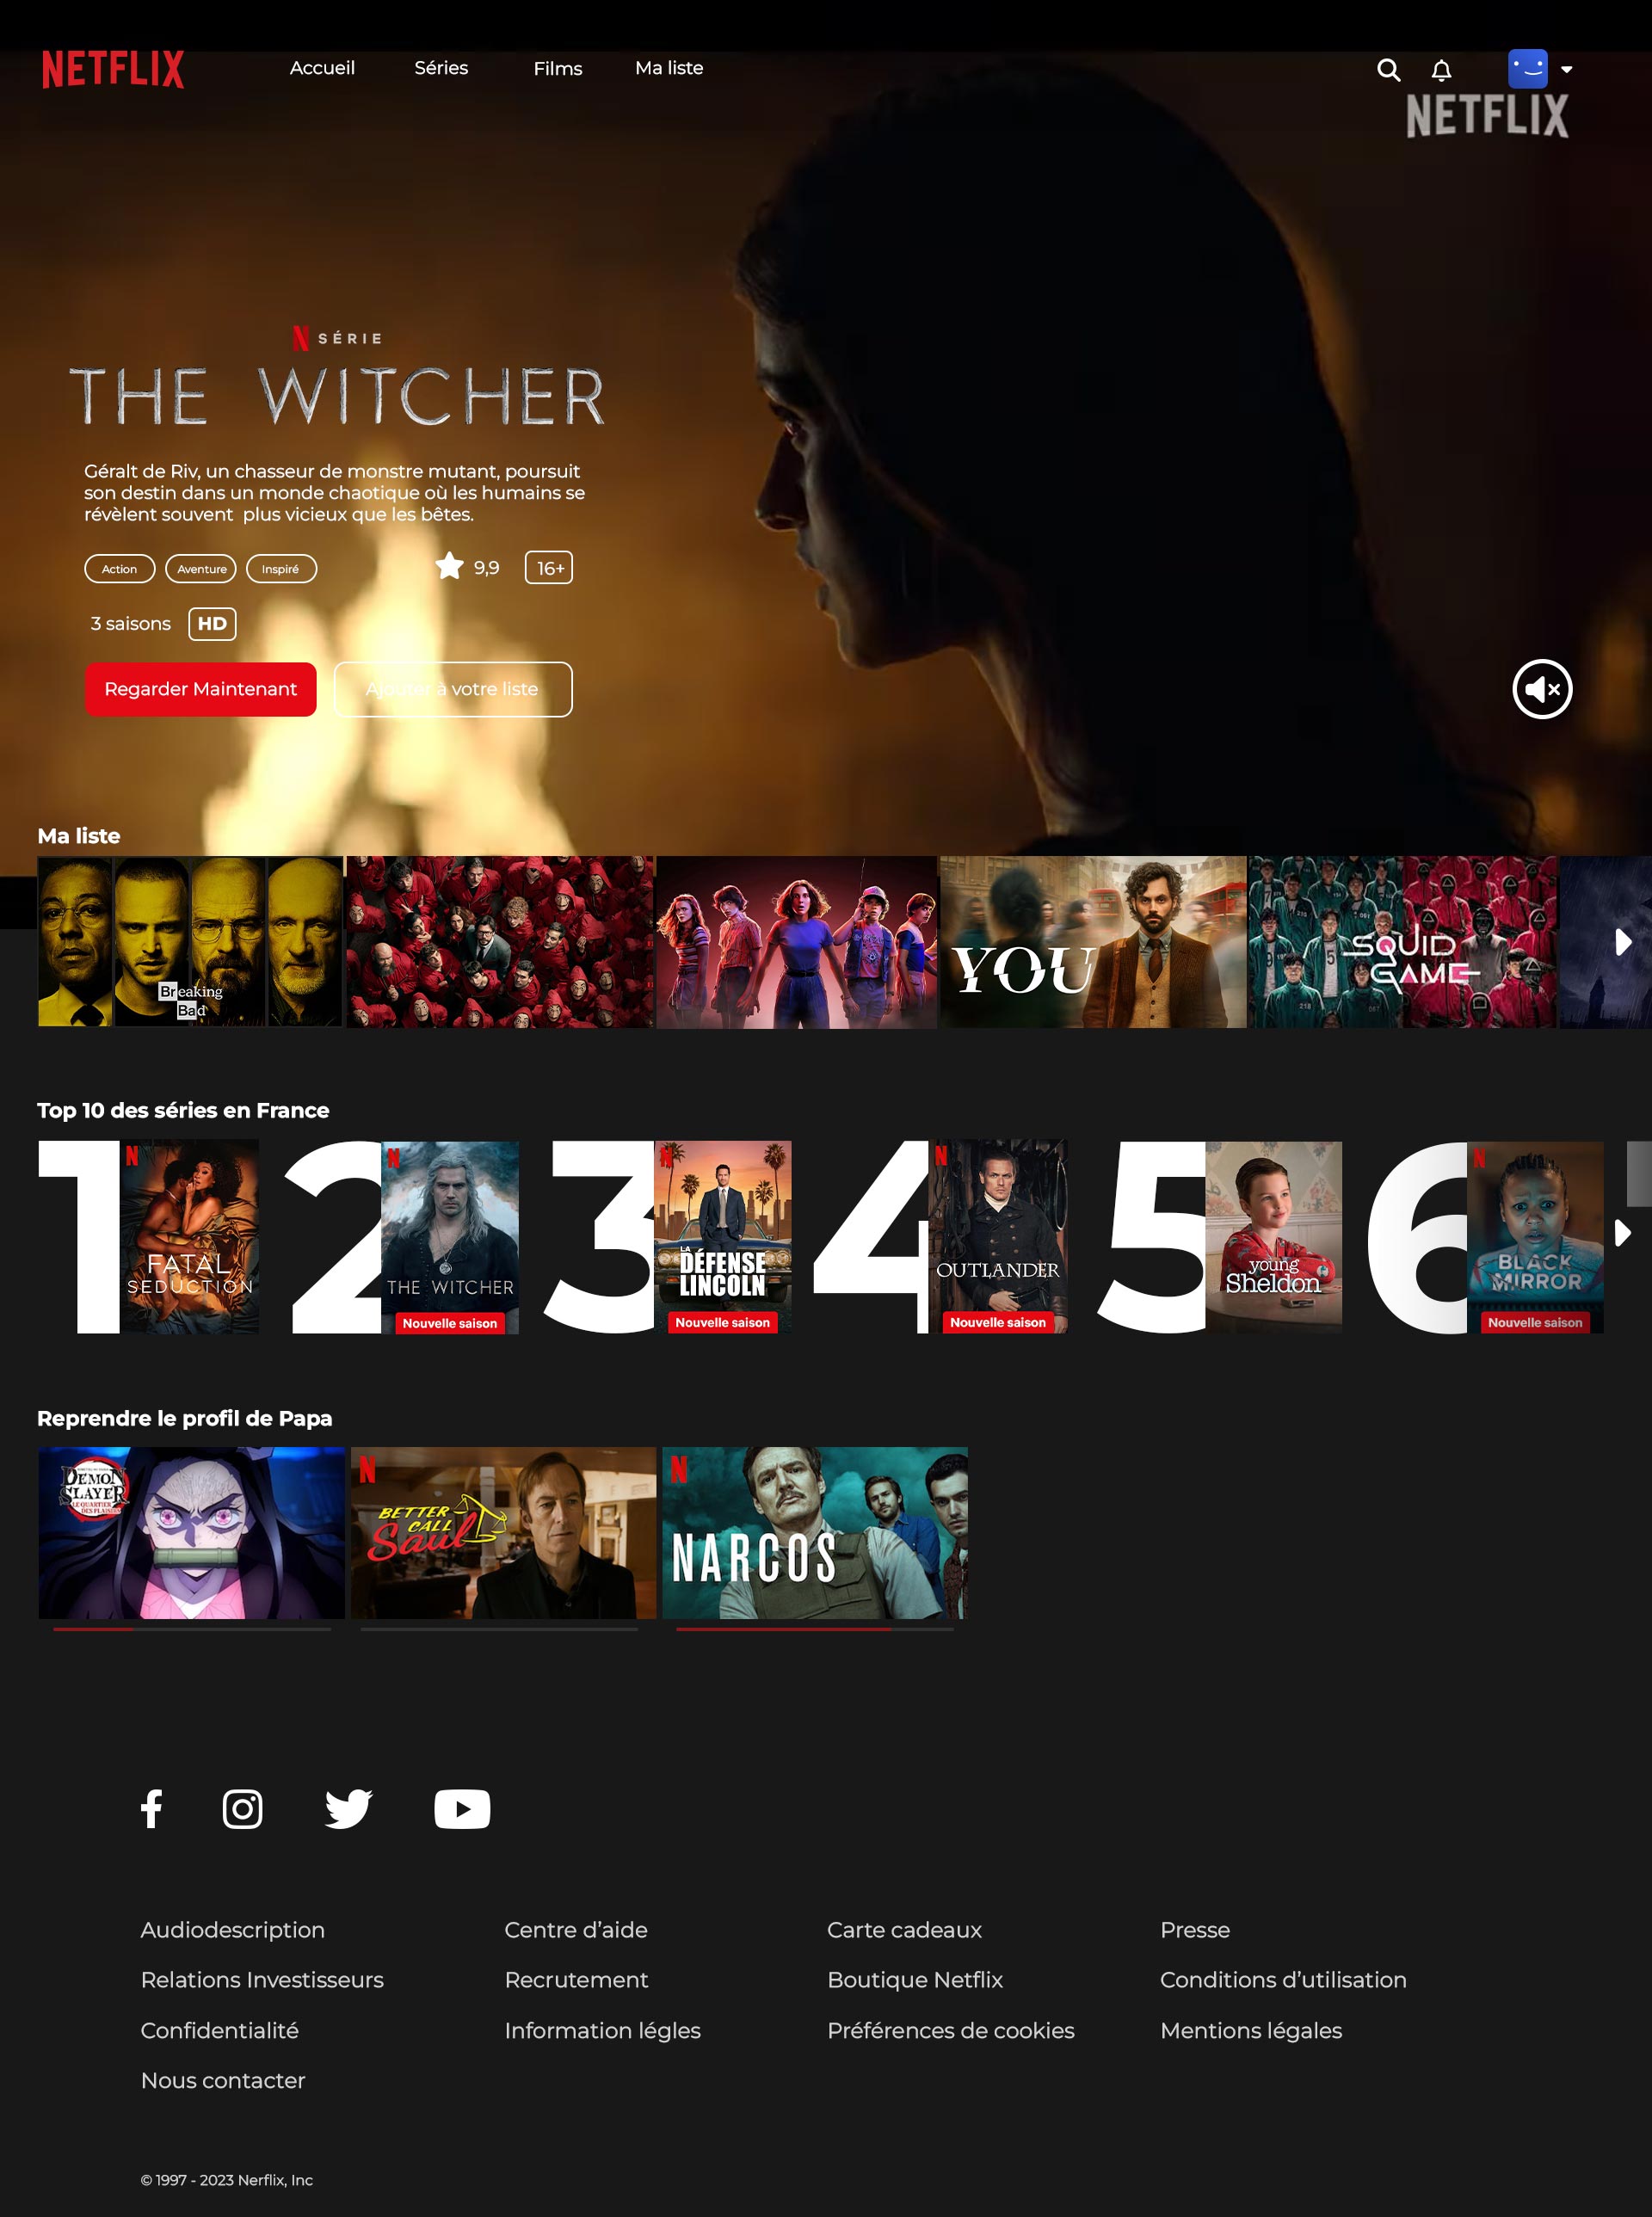 NETFLIX
Accueil
Séries
Films
Ma liste
NETFLIX
N SÉRIE
THE WITCHER
Géralt de Riv, un chasseur de monstre mutant, poursuit
son destin dans un monde chaotique où les humains se
révèlent souvent  plus vicieux que les bêtes.
Action
Aventure
Inspiré
9,9
16+
3 saisons
HD
Regarder Maintenant
Ajouter à votre liste
Ma liste
Breaking
Bad
YOU
SQUID
GAME
Top 10 des séries en France
1
N
FATAL
SEDUCTION
2
N
THE WITCHER
Nouvelle saison
3
N
LA
DÉFENSE
LINCOLN
Nouvelle saison
4
N
OUTLANDER
Nouvelle saison
5
young
Sheldon
6
N
BLACK
MIRROR
Nouvelle saison
Reprendre le profil de Papa
DEMON
SLAYER
LE QUARTIER
DES PLAISIRS
N
BETTER
CALL
Saul
N
NARCOS
Audiodescription
Centre d’aide
Carte cadeaux
Presse
Relations Investisseurs
Recrutement
Boutique Netflix
Conditions d’utilisation
Confidentialité
Information légles
Préférences de cookies
Mentions légales
Nous contacter
© 1997 - 2023 Nerflix, Inc